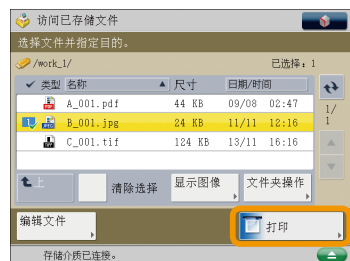 访问已存储文件
选择文件并指定目的。
/work_1/ 已选择：1
类型 名称 ▲ 尺寸 日期/时间
A_001.pdf 44 KB 09/08 02:47
1 B_001.jpg 24 KB 11/11 12:16
C_001.tif 124 KB 13/11 16:16
1/
1
上 清除选择 显示图像 文件夹操作
编辑文件 打印
存储介质已连接。